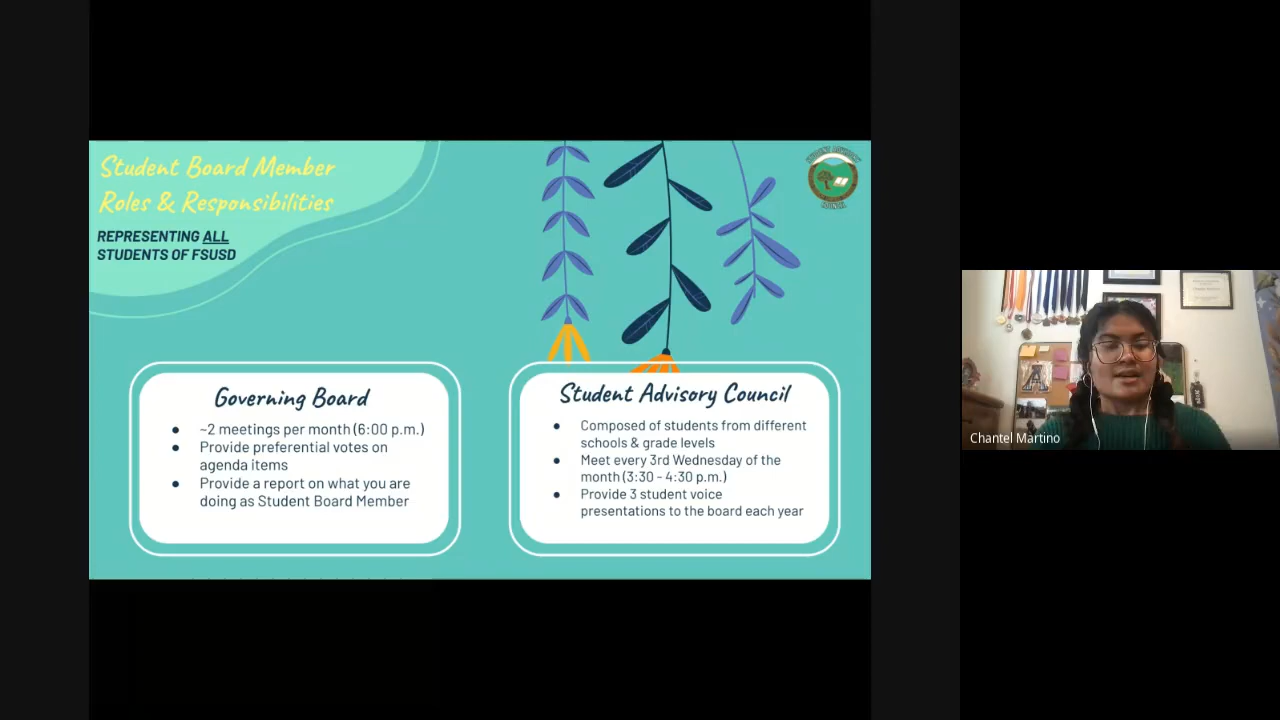 Student Board Member
Roles & Responsibilities
REPRESENTING ALL
STUDENTS OF FSUSD
STUDENT ADVISORY
COUNCIL
Governing Board
● ~2 meetings per month (6:00 p.m.)
● Provide preferential votes on
agenda items
● Provide a report on what you are
doing as Student Board Member
Student Advisory Council
● Composed of students from different
schools & grade levels
● Meet every 3rd Wednesday of the
month (3:30 - 4:30 p.m.)
● Provide 3 student voice
presentations to the board each year
A
Chantel Martino